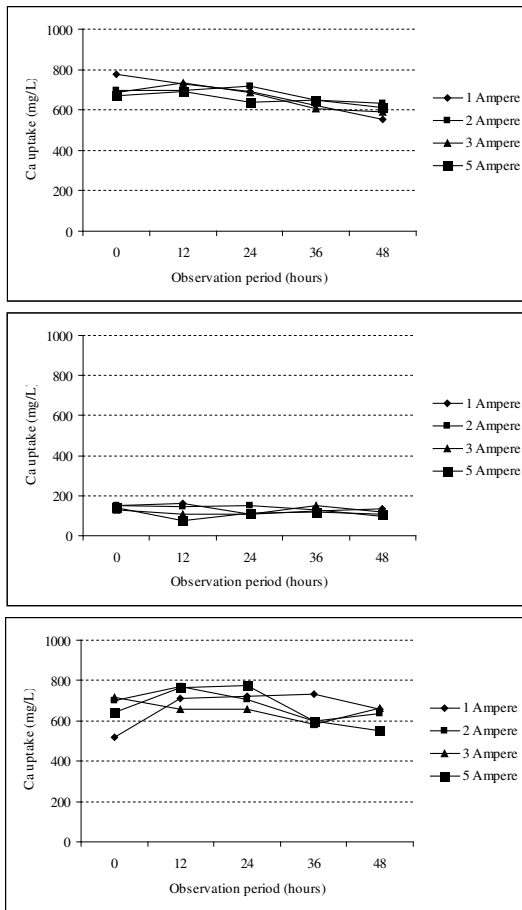 1000
800
600
400
200
0
Ca uptake (mg/L)
0 12 24 36 48
Observation period (hours)
1 Ampere
2 Ampere
3 Ampere
5 Ampere
1000
800
600
400
200
0
Ca uptake (mg/L)
0 12 24 36 48
Observation period (hours)
1 Ampere
2 Ampere
3 Ampere
5 Ampere
1000
800
600
400
200
0
Ca uptake (mg/L)
0 12 24 36 48
Observation period (hours)
1 Ampere
2 Ampere
3 Ampere
5 Ampere